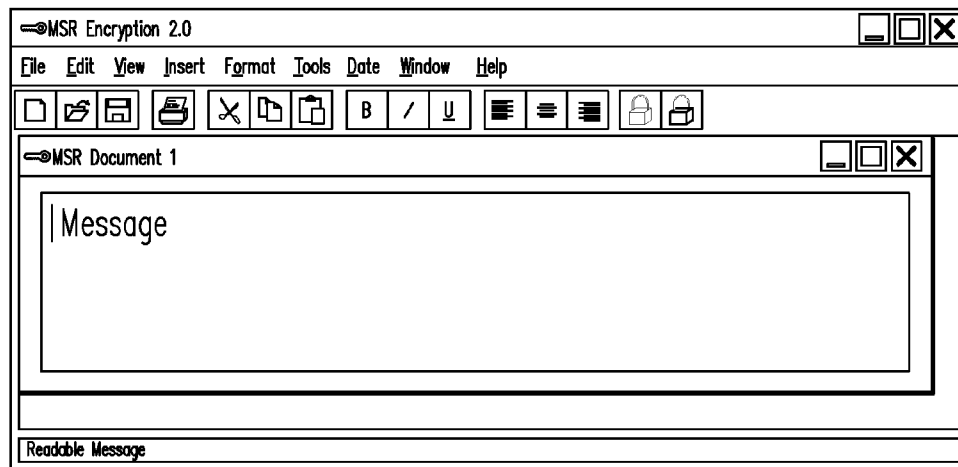 MSR Encryption 2.0
File Edit View Insert Format Tools Date Window Help
B / U
MSR Document 1
Message
Readable Message